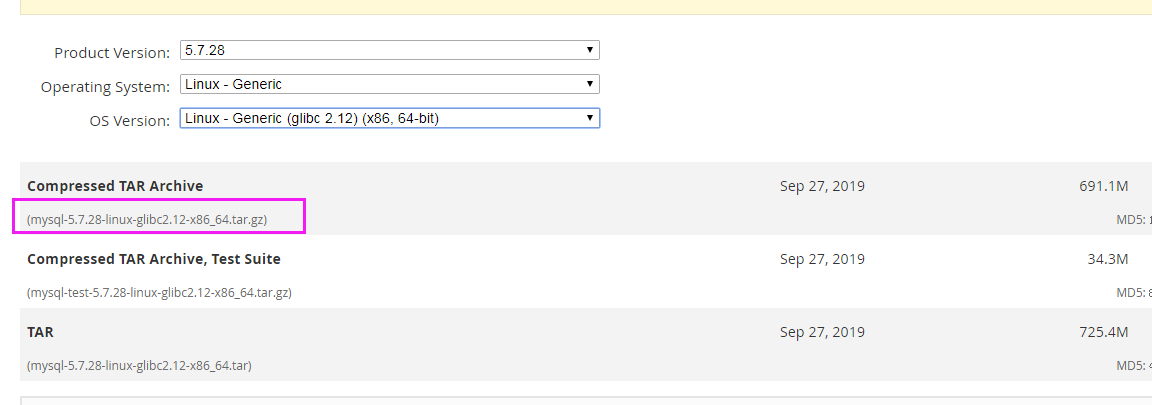 Product Version: 5.7.28
Operating System: Linux - Generic
OS Version: Linux - Generic (glibc 2.12) (x86, 64-bit)
Compressed TAR Archive Sep 27, 2019 691.1M
(mysql-5.7.28-linux-glibc2.12-x86_64.tar.gz) MD5:
Compressed TAR Archive, Test Suite Sep 27, 2019 34.3M
(mysql-test-5.7.28-linux-glibc2.12-x86_64.tar.gz) MD5:
TAR Sep 27, 2019 725.4M
(mysql-5.7.28-linux-glibc2.12-x86_64.tar) MD5: